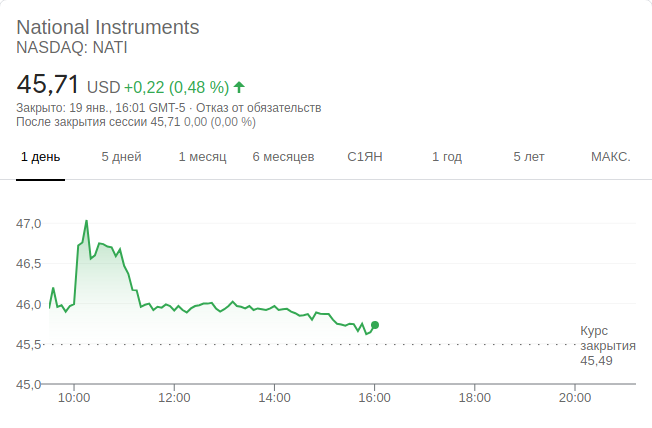 National Instruments
NASDAQ: NATI
45,71 USD +0,22 (0,48 %)
Закрыто: 19 янв., 16:01 GMT-5 · Отказ от обязательств
После закрытия сессии 45,71 0,00 (0,00 %)
1 день 5 дней 1 месяц 6 месяцев С1ЯН 1 год 5 лет МАКС.
47,0
46,5
46,0
Курс
закрытия
45,49
45,5
45,0
10:00 12:00 14:00 16:00 18:00 20:00